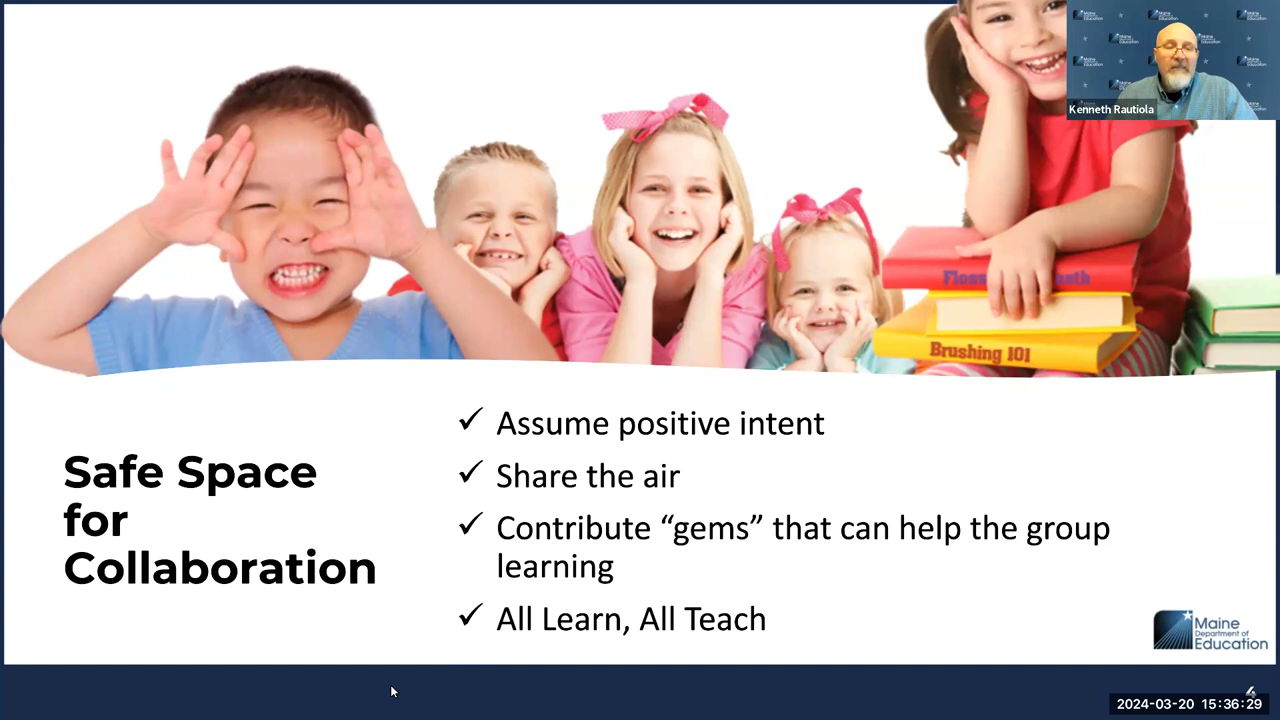 Kenneth Rautiola
Brushing 101
Safe Space
for
Collaboration
✓ Assume positive intent
✓ Share the air
✓ Contribute “gems” that can help the group
learning
✓ All Learn, All Teach
Maine
Department of
Education
4
2024-03-20 15:36:29